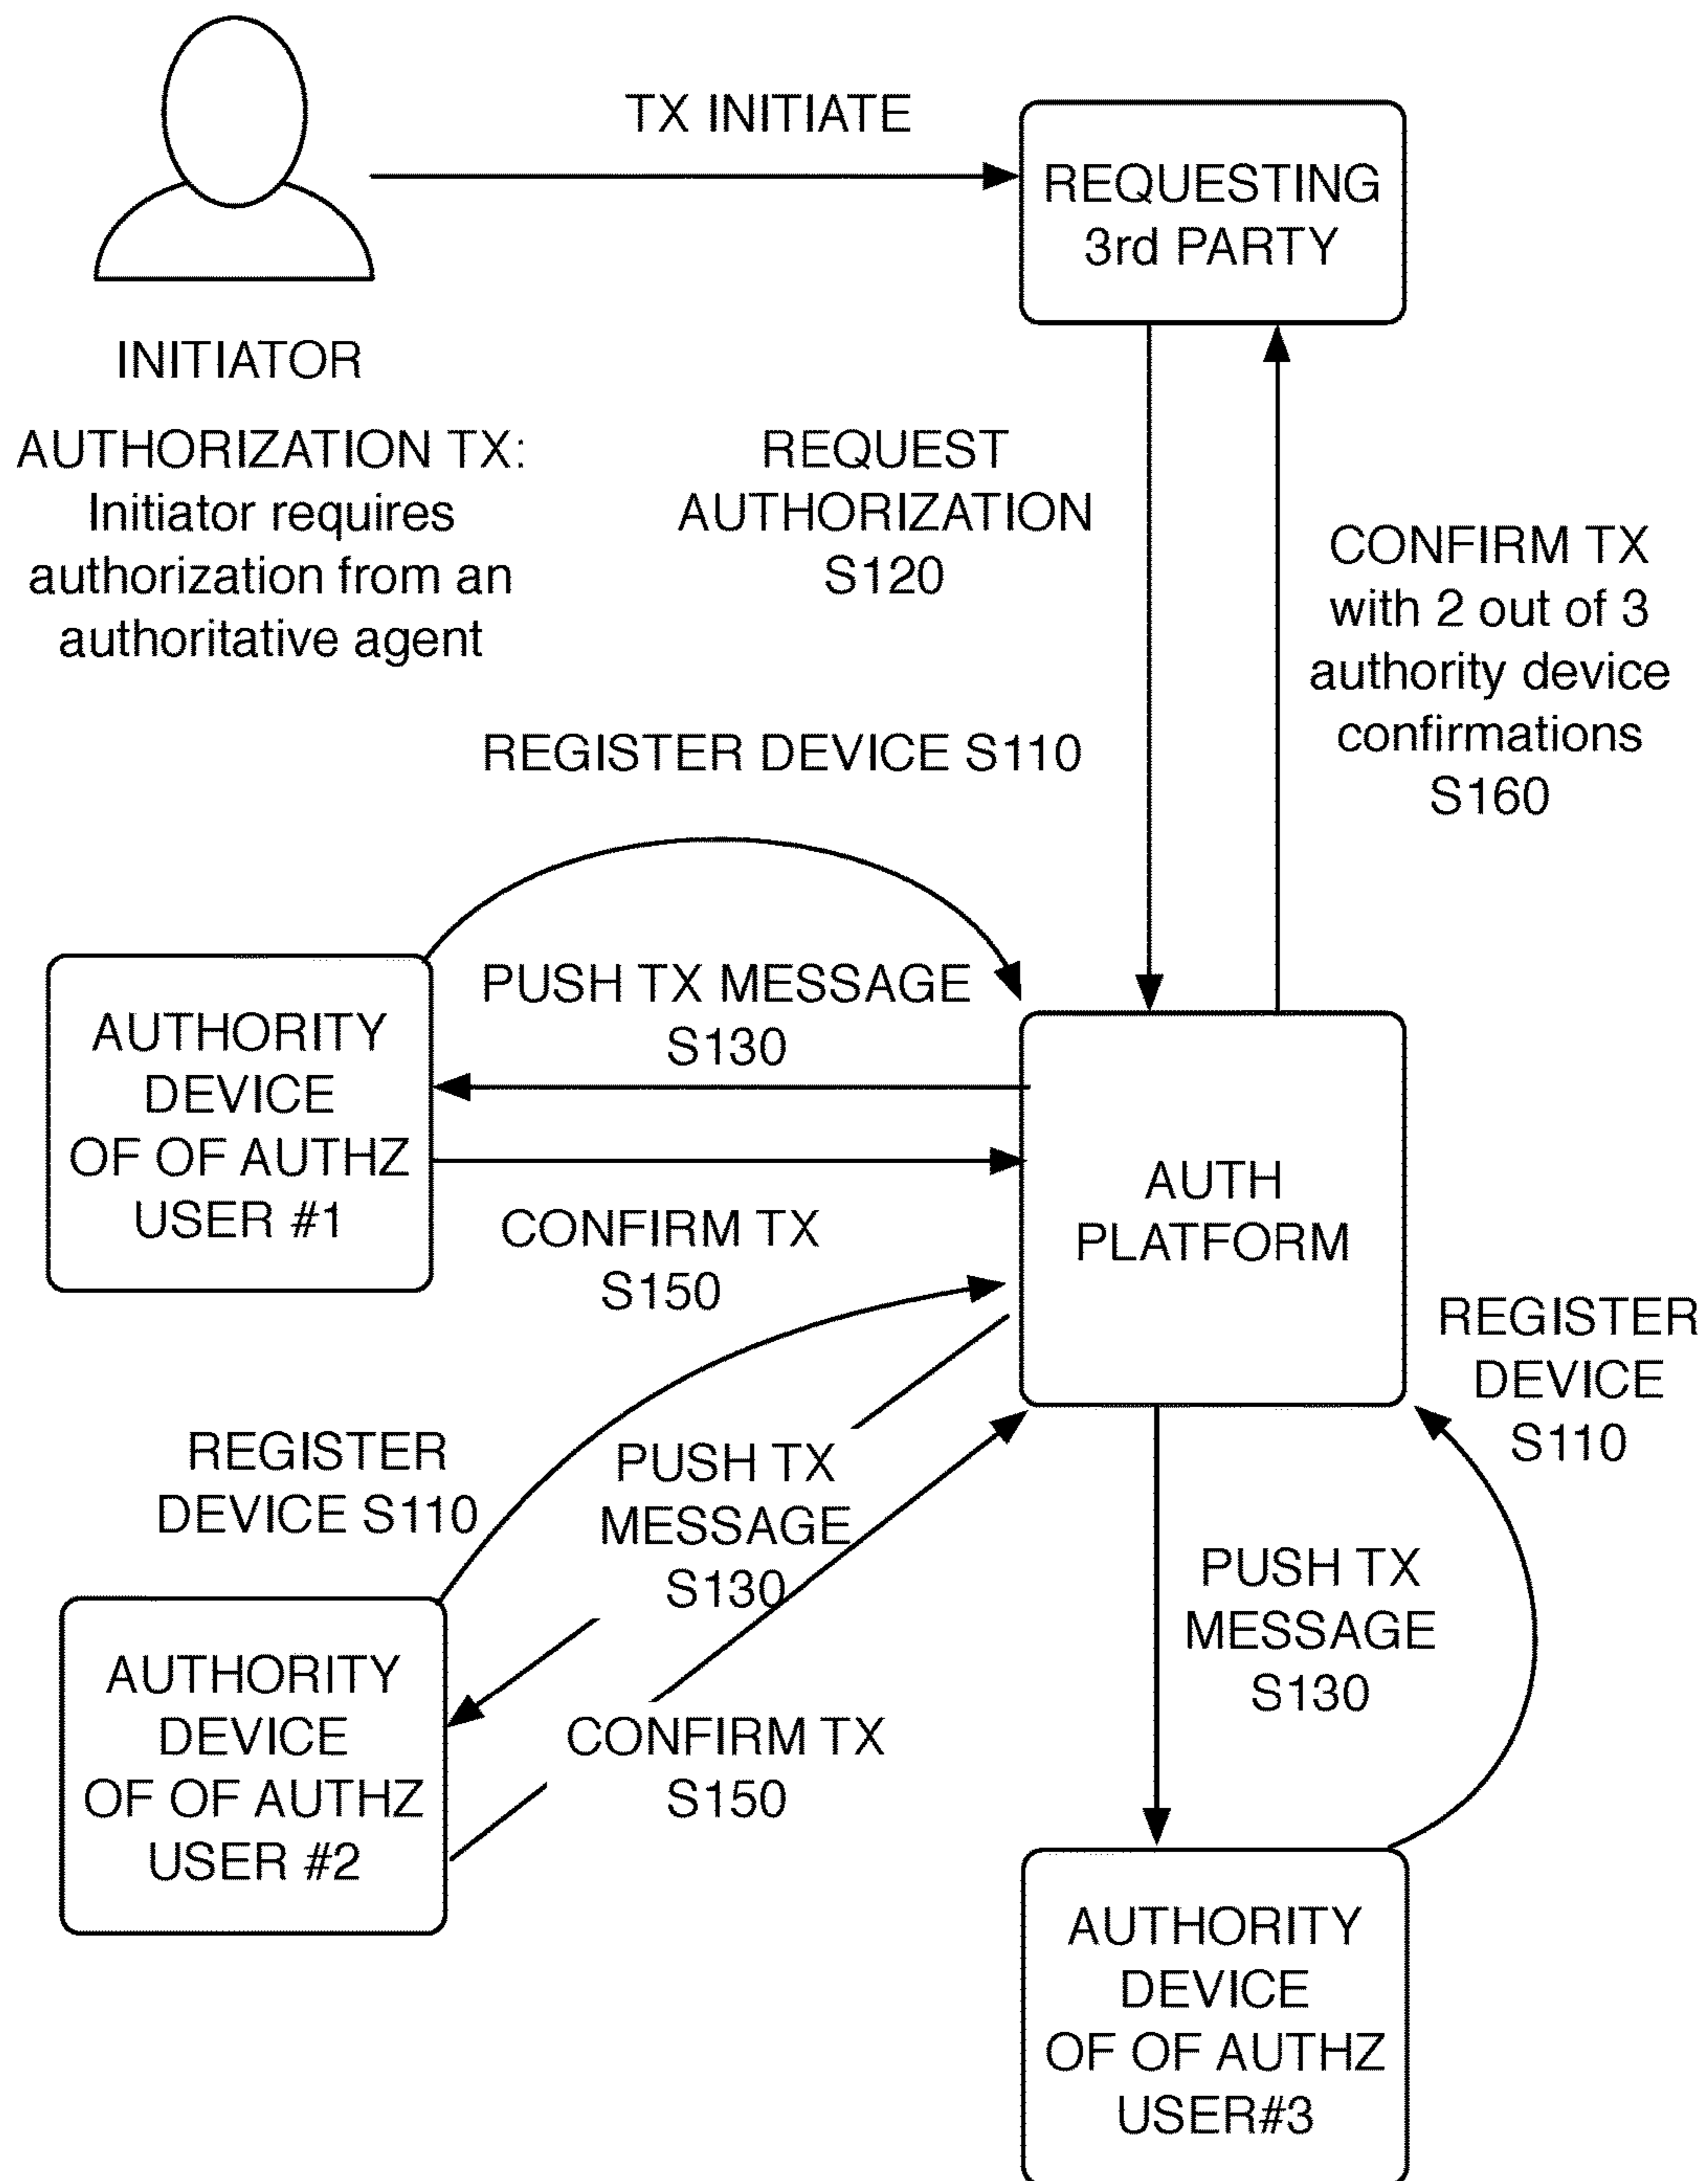 TX INITIATE
REQUESTING
3rd PARTY
INITIATOR
AUTHORIZATION TX:
Initiator requires
authorization from an
authoritative agent
REQUEST
AUTHORIZATION
S120
CONFIRM TX
with 2 out of 3
authority device
confirmations
S160
REGISTER DEVICE S110
PUSH TX MESSAGE
S130
AUTHORITY
DEVICE
OF OF AUTHZ
USER #1
CONFIRM TX
S150
AUTH
PLATFORM
REGISTER
DEVICE
S110
REGISTER
DEVICE S110
PUSH TX
MESSAGE
S130
AUTHORITY
DEVICE
OF OF AUTHZ
USER #2
CONFIRM TX
S150
PUSH TX
MESSAGE
S130
AUTHORITY
DEVICE
OF OF AUTHZ
USER#3